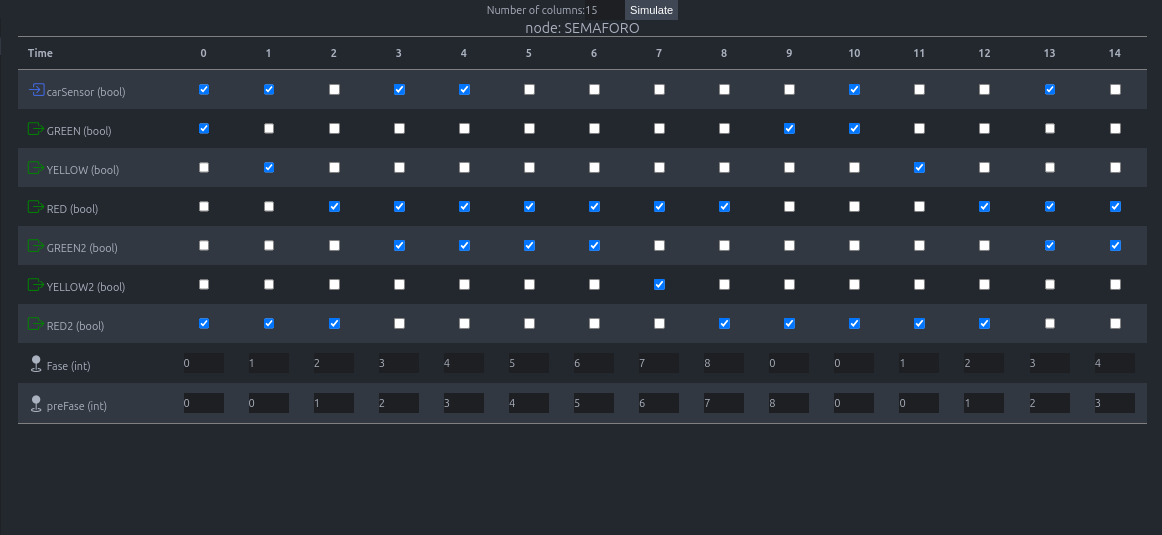 Number of columns:15 Simulate
node: SEMAFORO
Time 0 1 2 3 4 5 6 7 8 9 10 11 12 13 14
carSensor (bool)
GREEN (bool)
YELLOW (bool)
RED (bool)
GREEN2 (bool)
YELLOW2 (bool)
RED2 (bool)
Fase (int) 0 1 2 3 4 5 6 7 8 0 0 1 2 3 4
preFase (int) 0 0 1 2 3 4 5 6 7 8 0 0 1 2 3